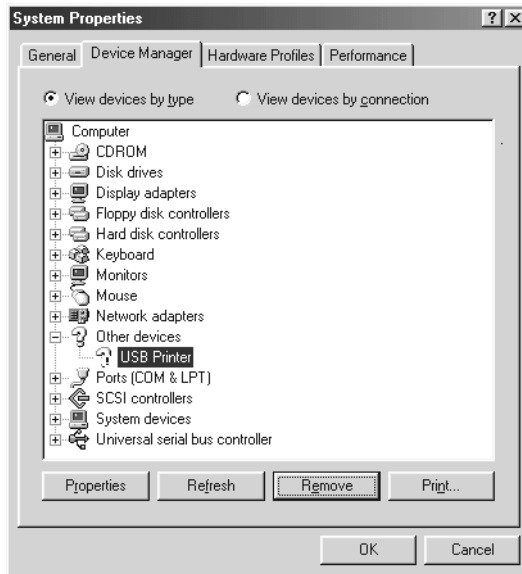 System Properties
General Device Manager Hardware Profiles Performance
View devices by type View devices by connection
Computer
CDROM
Disk drives
Display adapters
Floppy disk controllers
Hard disk controllers
Keyboard
Monitors
Mouse
Network adapters
Other devices
USB Printer
Ports (COM & LPT)
SCSI controllers
System devices
Universal serial bus controller
Properties Refresh Remove Print...
OK Cancel